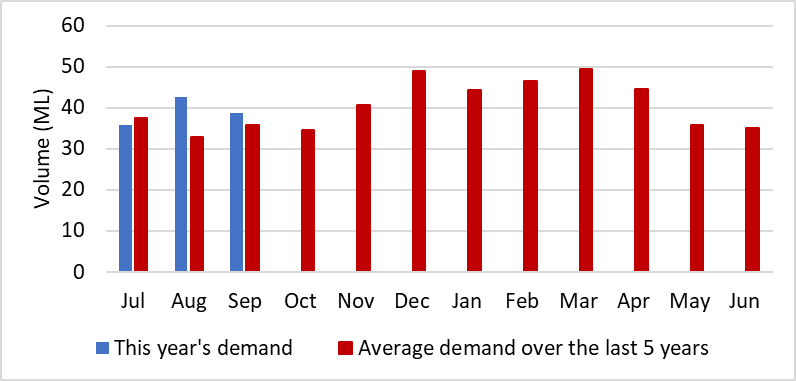 60
50
40
30
20
10
0
Volume (ML)
Jul Aug Sep Oct Nov Dec Jan Feb Mar Apr May Jun
This year's demand Average demand over the last 5 years